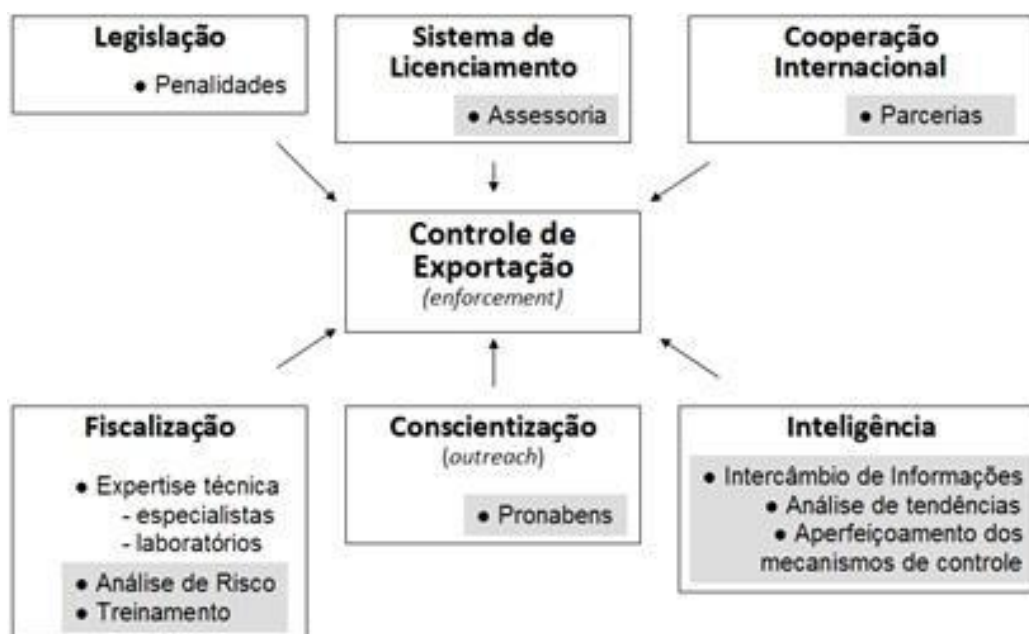 Legislação
● Penalidades
Sistema de
Licenciamento
● Assessoria
Cooperação
Internacional
● Parcerias
Controle de
Exportação
(enforcement)
Fiscalização
● Expertise técnica
- especialistas
- laboratórios
● Análise de Risco
● Treinamento
Conscientização
(outreach)
● Pronabens
Inteligência
● Intercâmbio de Informações
● Análise de tendências
● Aperfeiçoamento dos
mecanismos de controle